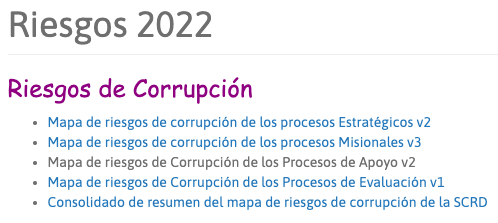 Riesgos 2022
Riesgos de Corrupción
Mapa de riesgos de corrupción de los procesos Estratégicos v2
Mapa de riesgos de corrupción de los procesos Misionales v3
Mapa de riesgos de Corrupción de los Procesos de Apoyo v2
Mapa de riesgos de Corrupción de los Procesos de Evaluación v1
Consolidado de resumen del mapa de riesgos de corrupción de la SCRD